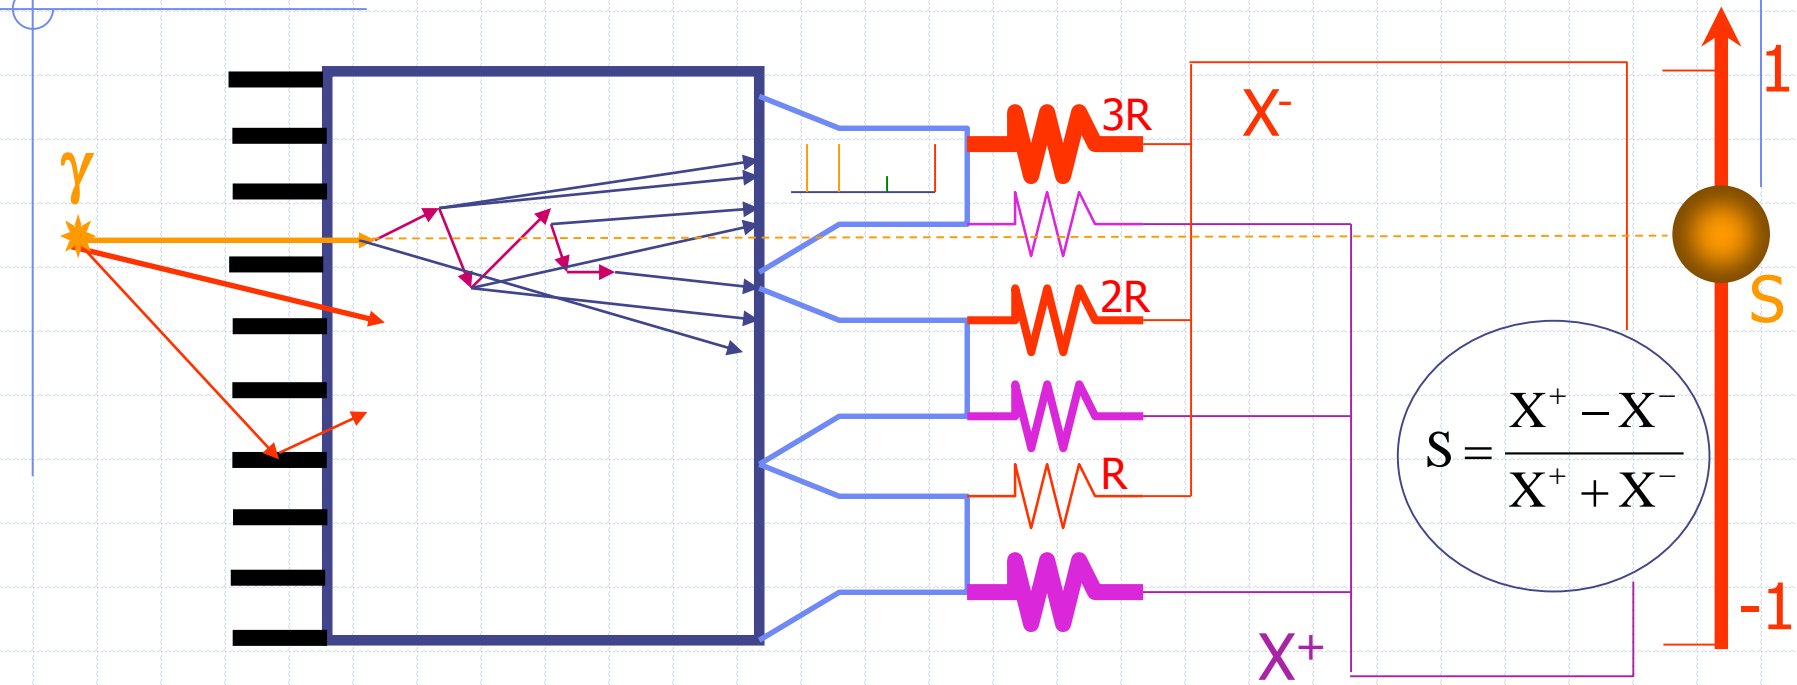 1
3R
X-
γ
2R
S
S = (X⁺ − X⁻) / (X⁺ + X⁻)
R
-1
X+